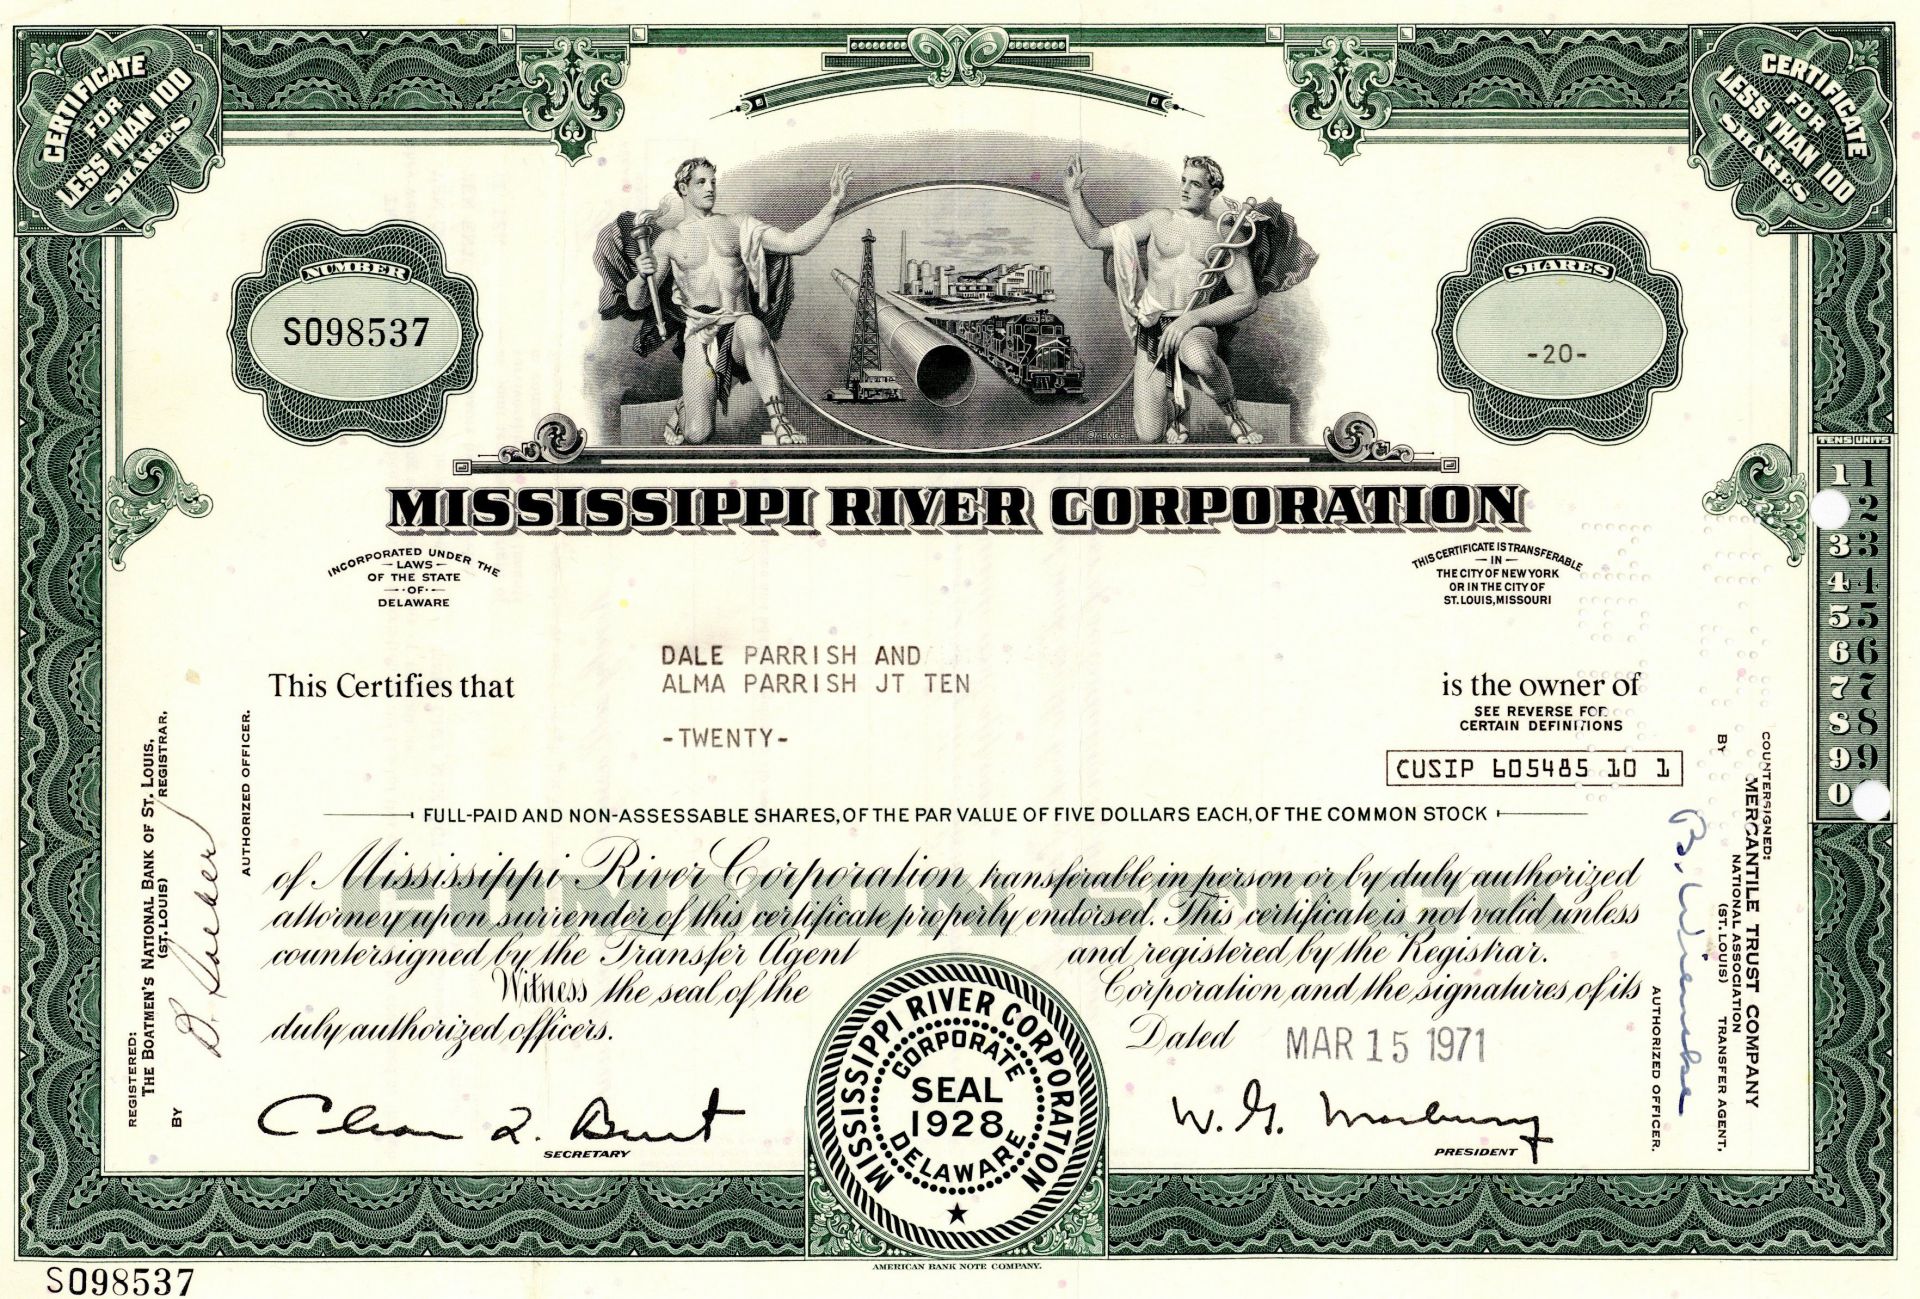 CERTIFICATE
FOR
LESS THAN 100
SHARES
CERTIFICATE
FOR
LESS THAN 100
SHARES
NUMBER
SO98537
SHARES
-20-
TENS UNITS
1 1
2
3 3
4 4
5 5
6 6
7 7
8 8
9 9
0
MISSISSIPPI RIVER CORPORATION
INCORPORATED UNDER THE
LAWS
OF THE STATE
OF
DELAWARE
THIS CERTIFICATE IS TRANSFERABLE
IN
THE CITY OF NEW YORK
OR IN THE CITY OF
ST. LOUIS, MISSOURI
DALE PARRISH AND
This Certifies that ALMA PARRISH JT TEN is the owner of
SEE REVERSE FOR
CERTAIN DEFINITIONS
-TWENTY-
CUSIP 605485 10 1
FULL-PAID AND NON-ASSESSABLE SHARES, OF THE PAR VALUE OF FIVE DOLLARS EACH, OF THE COMMON STOCK
COMMON STOCK
of Mississippi River Corporation transferable in person or by duly authorized
attorney upon surrender of this certificate properly endorsed. This certificate is not valid unless
countersigned by the Transfer Agent and registered by the Registrar.
Witness the seal of the Corporation and the signatures of its
duly authorized officers.
Dated MAR 15 1971
MISSISSIPPI RIVER CORPORATION
CORPORATE
SEAL
1928
DELAWARE
SECRETARY
W. G. Marbury
PRESIDENT
REGISTERED:
THE BOATMEN'S NATIONAL BANK OF ST. LOUIS,
(ST. LOUIS) REGISTRAR,
BY
AUTHORIZED OFFICER.
COUNTERSIGNED:
MERCANTILE TRUST COMPANY
NATIONAL ASSOCIATION
(ST. LOUIS) TRANSFER AGENT,
BY
AUTHORIZED OFFICER.
AMERICAN BANK NOTE COMPANY.
SO98537